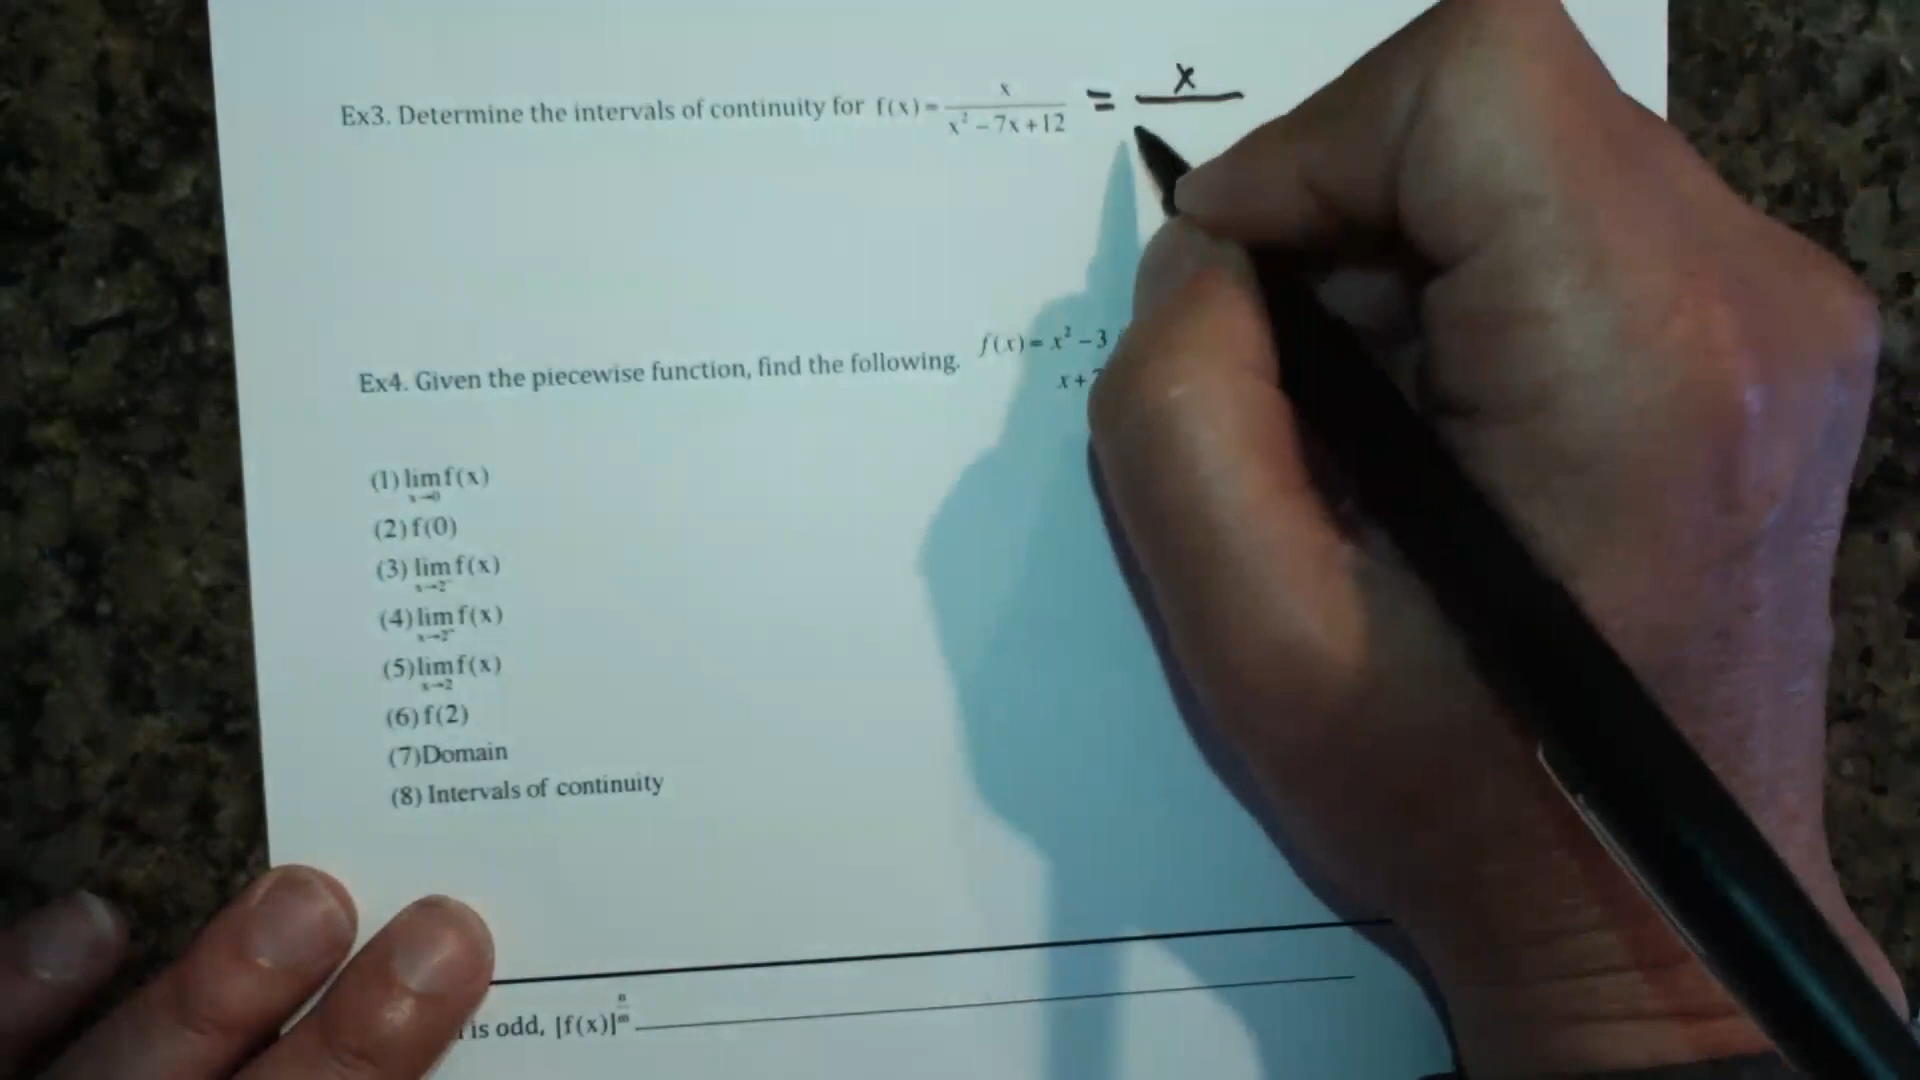 Ex3. Determine the intervals of continuity for f(x) = x / (x² − 7x + 12) = x
f(x) = x² − 3
Ex4. Given the piecewise function, find the following.
x +
(1) lim x→0 f(x)
(2) f(0)
(3) lim f(x)
(4) lim f(x)
(5) lim x→2 f(x)
(6) f(2)
(7) Domain
(8) Intervals of continuity
is odd, [f(x)]^(n/m)